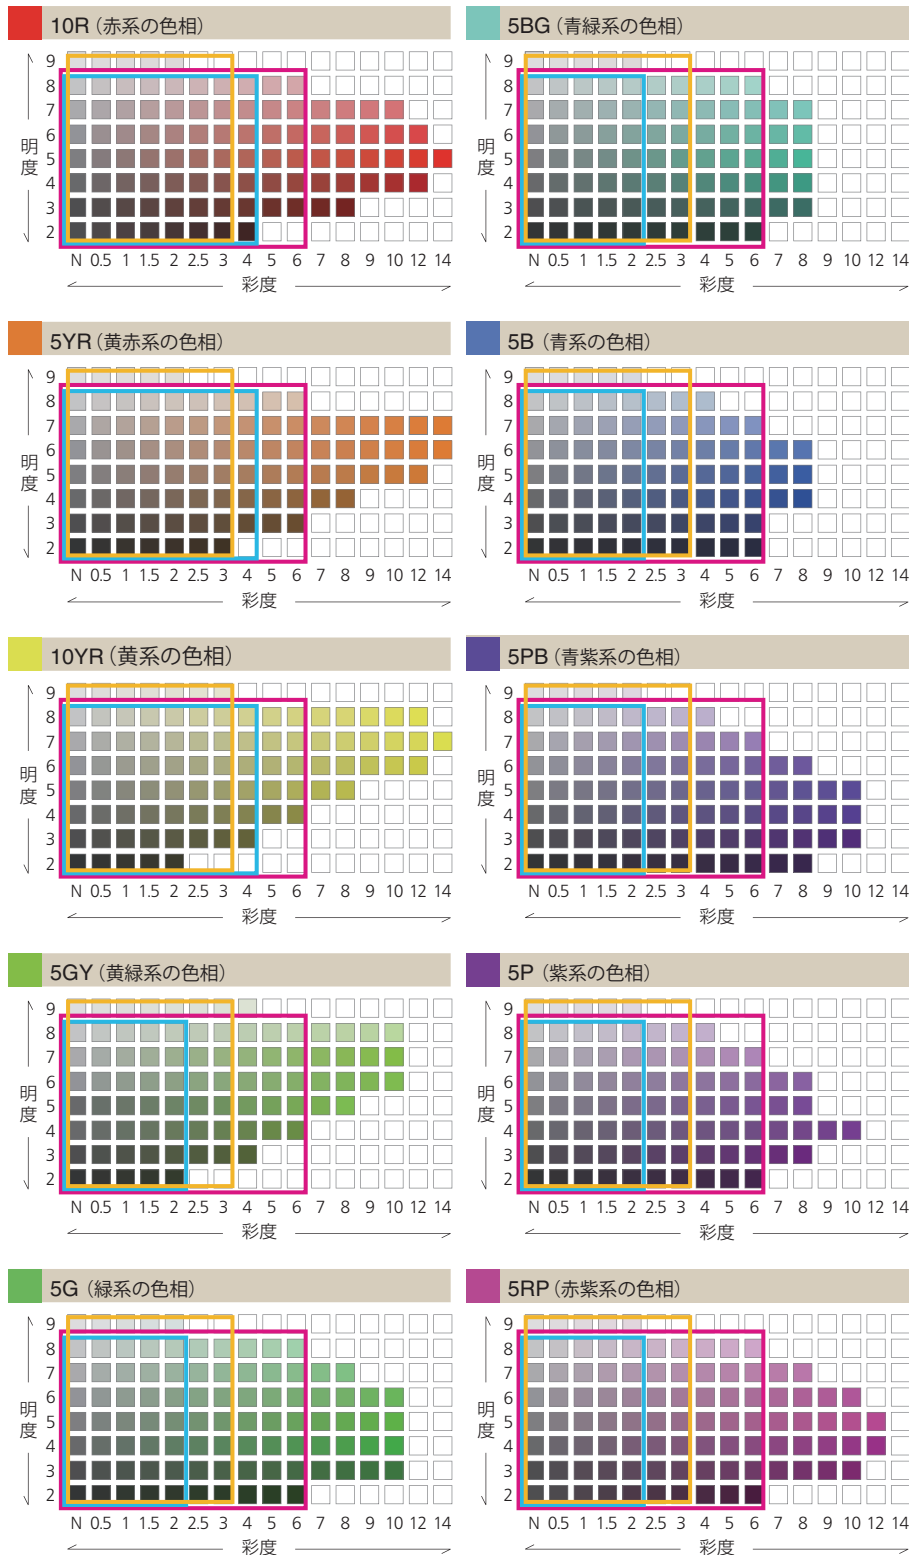 10R（赤系の色相）
9
8
7
6
5
4
3
2
明度
N 0.5 1 1.5 2 2.5 3 4 5 6 7 8 9 10 12 14
彩度
5BG（青緑系の色相）
9
8
7
6
5
4
3
2
明度
N 0.5 1 1.5 2 2.5 3 4 5 6 7 8 9 10 12 14
彩度
5YR（黄赤系の色相）
9
8
7
6
5
4
3
2
明度
N 0.5 1 1.5 2 2.5 3 4 5 6 7 8 9 10 12 14
彩度
5B（青系の色相）
9
8
7
6
5
4
3
2
明度
N 0.5 1 1.5 2 2.5 3 4 5 6 7 8 9 10 12 14
彩度
10YR（黄系の色相）
9
8
7
6
5
4
3
2
明度
N 0.5 1 1.5 2 2.5 3 4 5 6 7 8 9 10 12 14
彩度
5PB（青紫系の色相）
9
8
7
6
5
4
3
2
明度
N 0.5 1 1.5 2 2.5 3 4 5 6 7 8 9 10 12 14
彩度
5GY（黄緑系の色相）
9
8
7
6
5
4
3
2
明度
N 0.5 1 1.5 2 2.5 3 4 5 6 7 8 9 10 12 14
彩度
5P（紫系の色相）
9
8
7
6
5
4
3
2
明度
N 0.5 1 1.5 2 2.5 3 4 5 6 7 8 9 10 12 14
彩度
5G（緑系の色相）
9
8
7
6
5
4
3
2
明度
N 0.5 1 1.5 2 2.5 3 4 5 6 7 8 9 10 12 14
彩度
5RP（赤紫系の色相）
9
8
7
6
5
4
3
2
明度
N 0.5 1 1.5 2 2.5 3 4 5 6 7 8 9 10 12 14
彩度